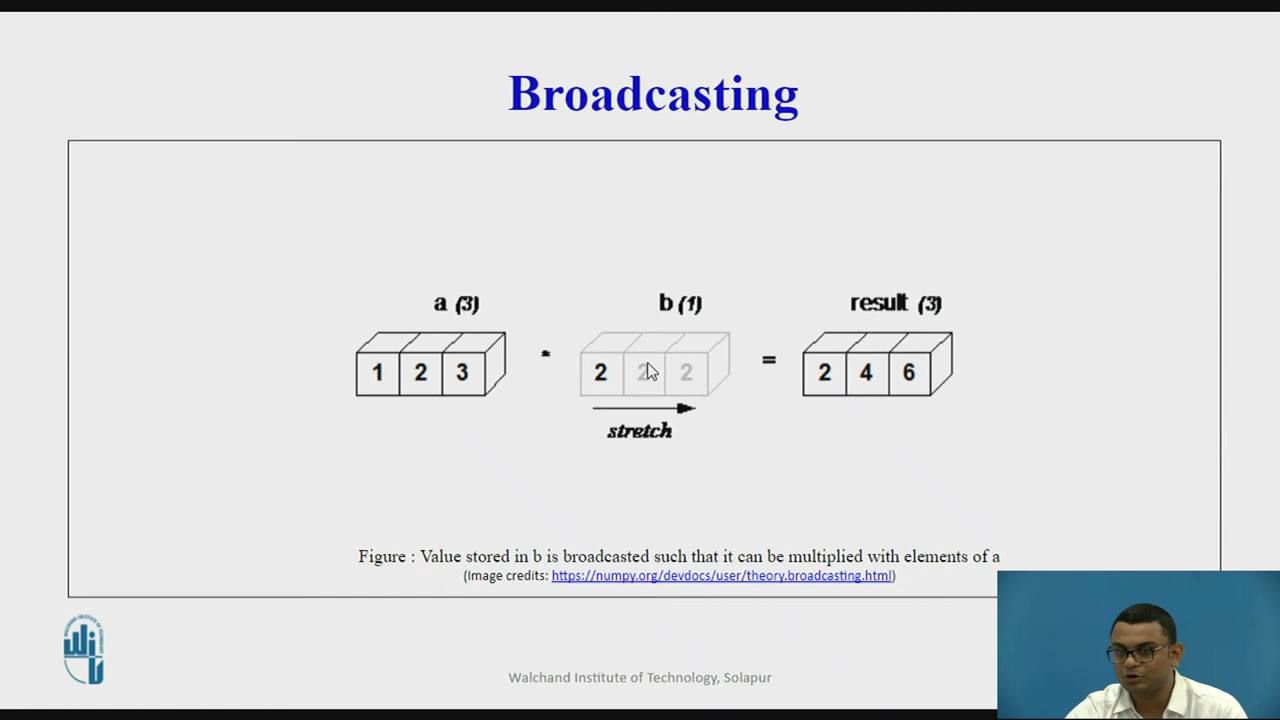 Broadcasting
a (3) b (1) result (3)
1 2 3 * 2 2 2 = 2 4 6
stretch
Figure : Value stored in b is broadcasted such that it can be multiplied with elements of a
(Image credits: https://numpy.org/devdocs/user/theory.broadcasting.html)
Walchand Institute of Technology, Solapur